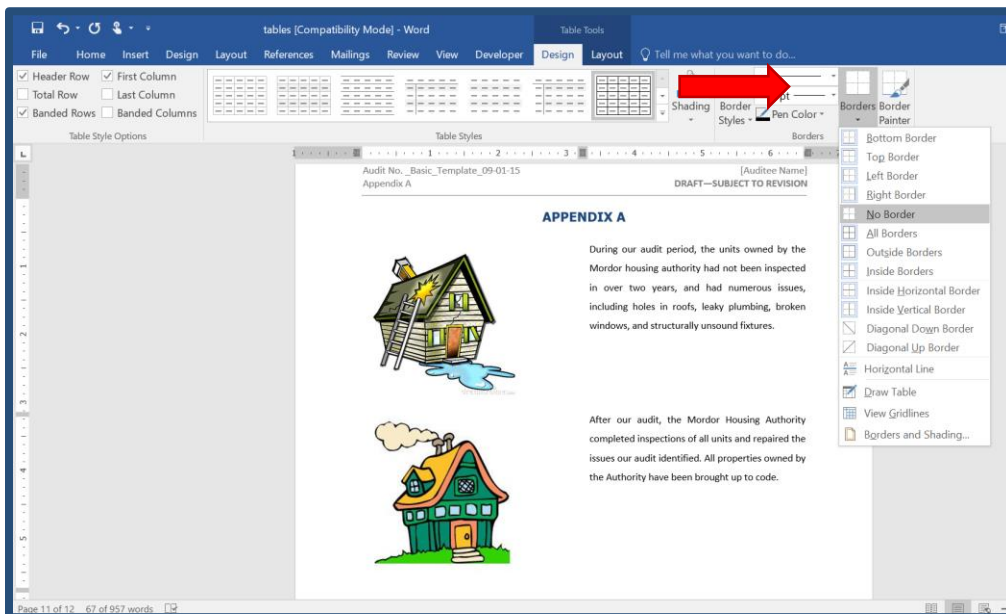 tables [Compatibility Mode] - Word
Table Tools
File Home Insert Design Layout References Mailings Review View Developer Design Layout Tell me what you want to do...
Header Row First Column
Total Row Last Column
Banded Rows Banded Columns
Table Style Options
Table Styles
Shading
Border Styles
pt
Pen Color
Borders
Border Painter
Borders
Bottom Border
Top Border
Left Border
Right Border
No Border
All Borders
Outside Borders
Inside Borders
Inside Horizontal Border
Inside Vertical Border
Diagonal Down Border
Diagonal Up Border
Horizontal Line
Draw Table
View Gridlines
Borders and Shading...
1 2 3 4 5 6
Audit No. _Basic_Template_09-01-15 [Auditee Name]
Appendix A DRAFT—SUBJECT TO REVISION
APPENDIX A
During our audit period, the units owned by the
Mordor housing authority had not been inspected
in over two years, and had numerous issues,
including holes in roofs, leaky plumbing, broken
windows, and structurally unsound fixtures.
After our audit, the Mordor Housing Authority
completed inspections of all units and repaired the
issues our audit identified. All properties owned by
the Authority have been brought up to code.
Page 11 of 12 67 of 957 words